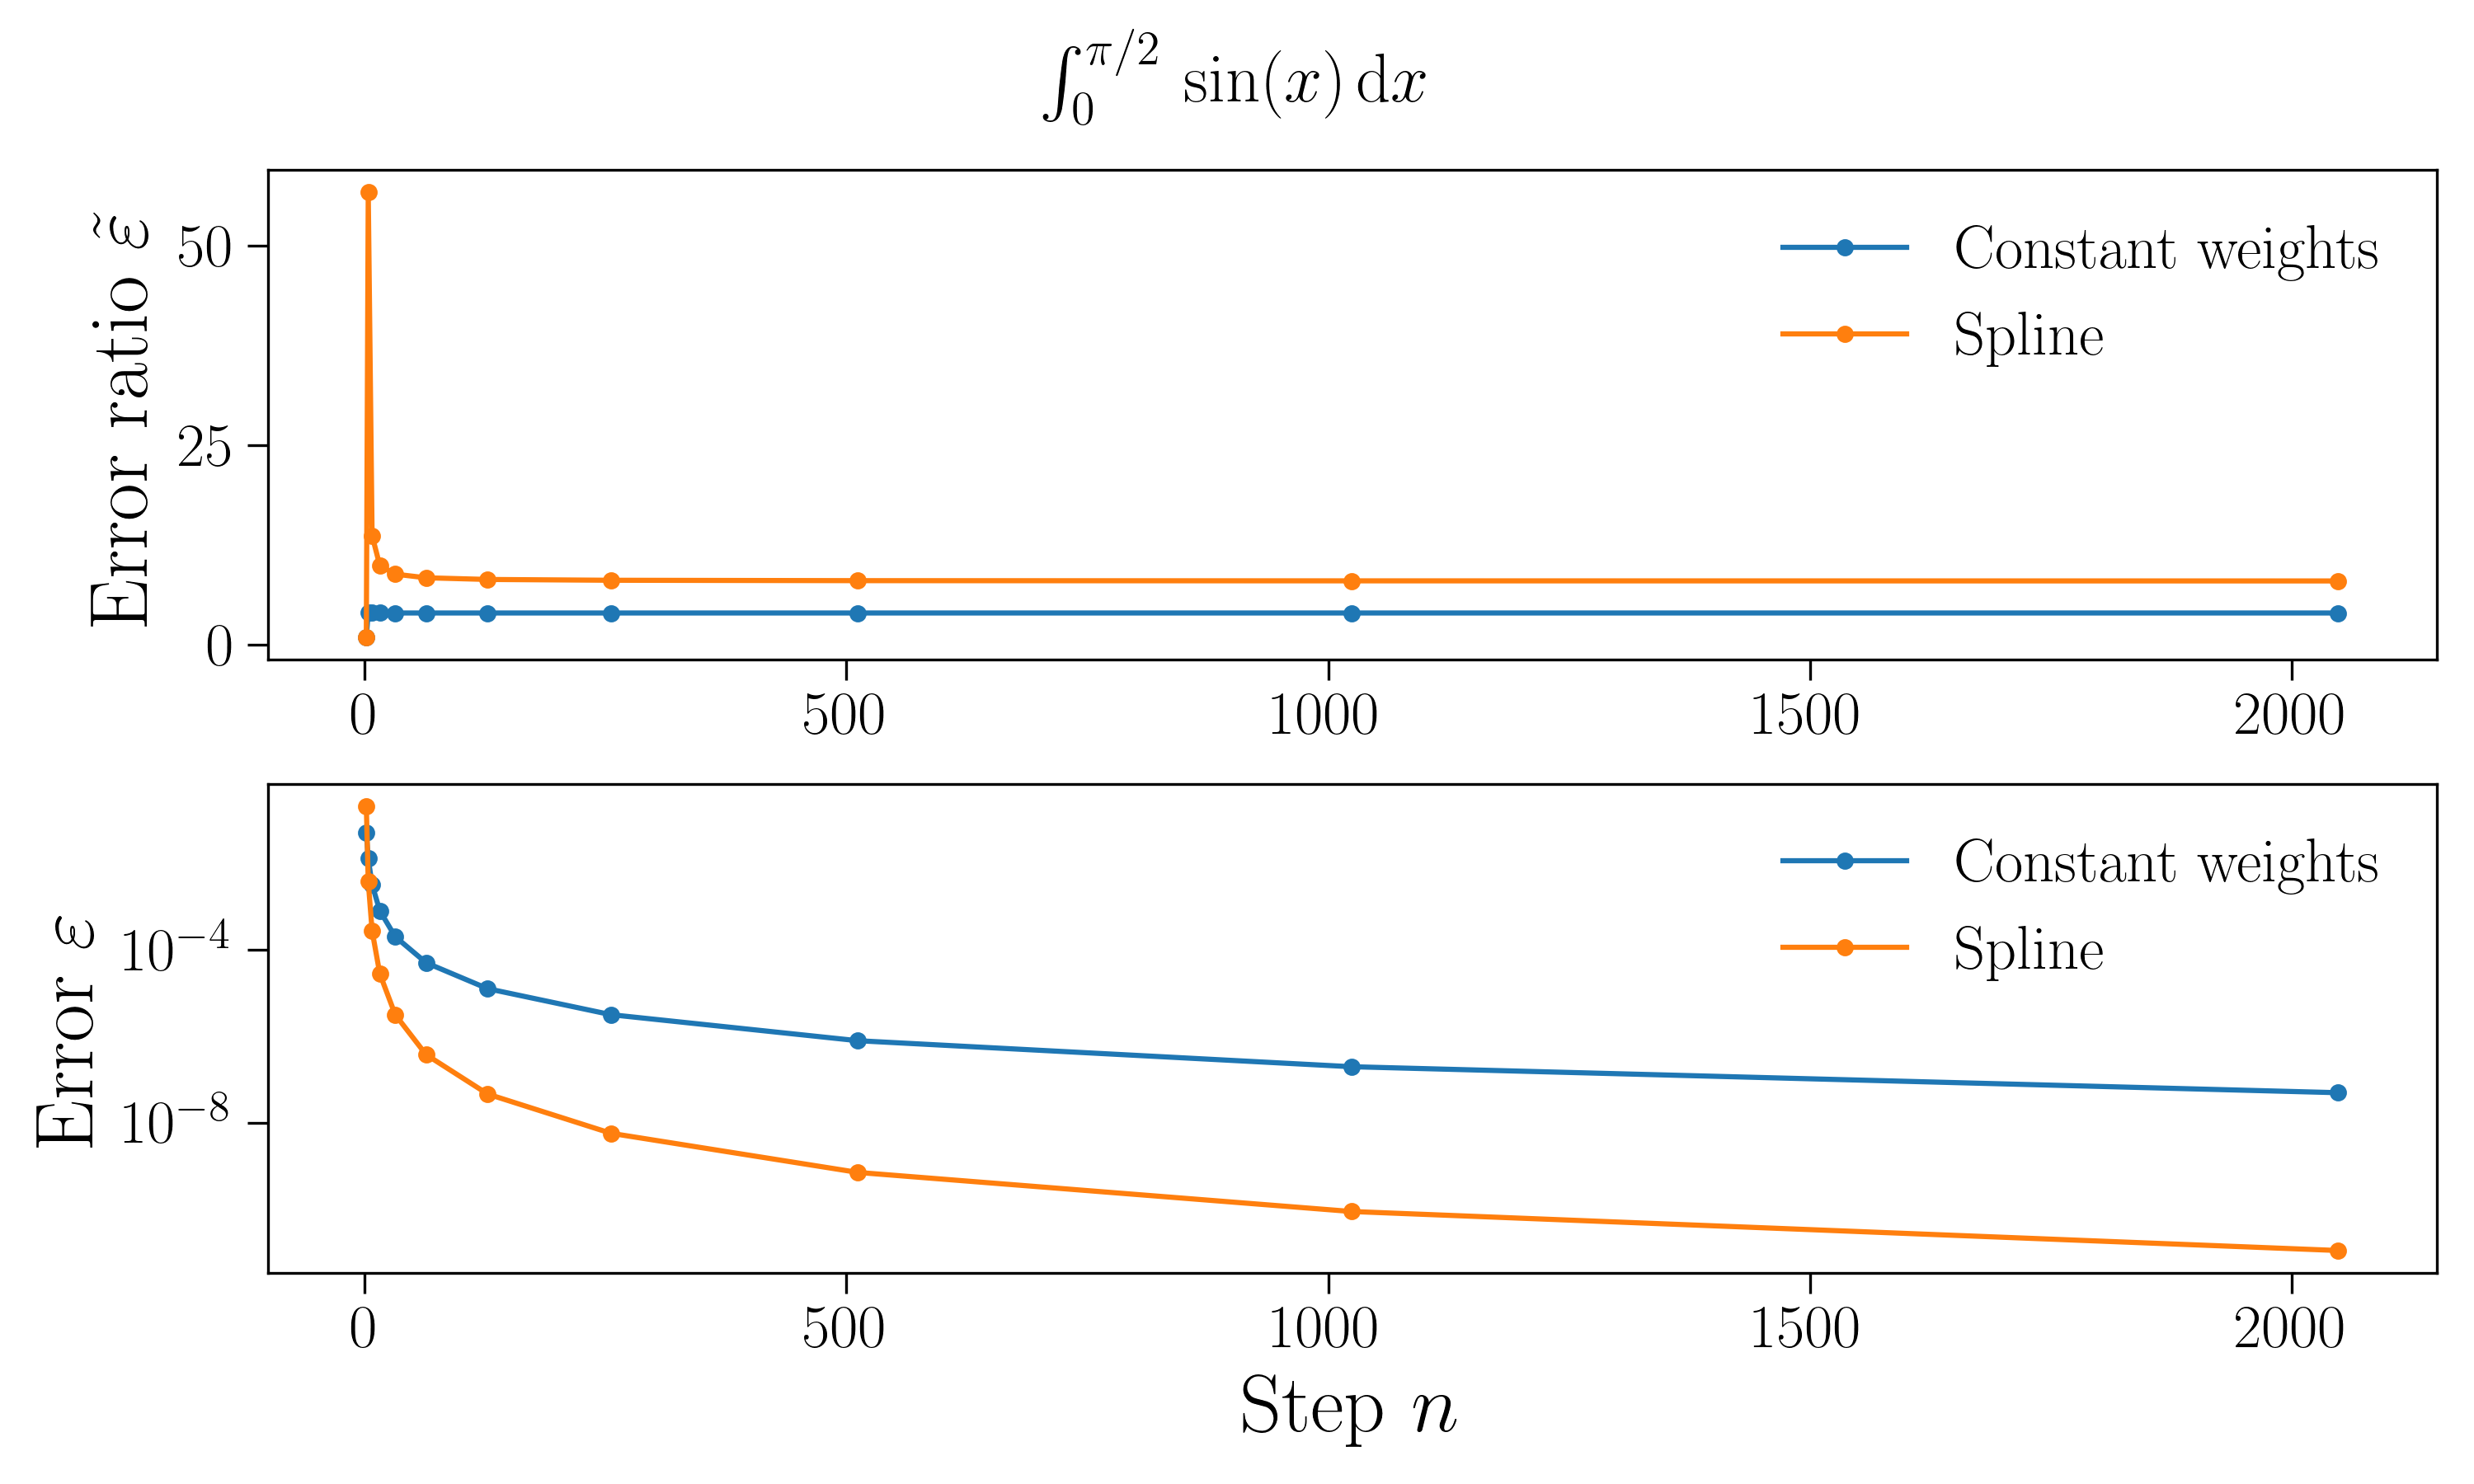 ∫₀^{π/2} sin(x) dx
Error ratio ε̃
50
25
0
Constant weights
Spline
0 500 1000 1500 2000
Error ε
10⁻⁴
10⁻⁸
Constant weights
Spline
0 500 1000 1500 2000
Step n